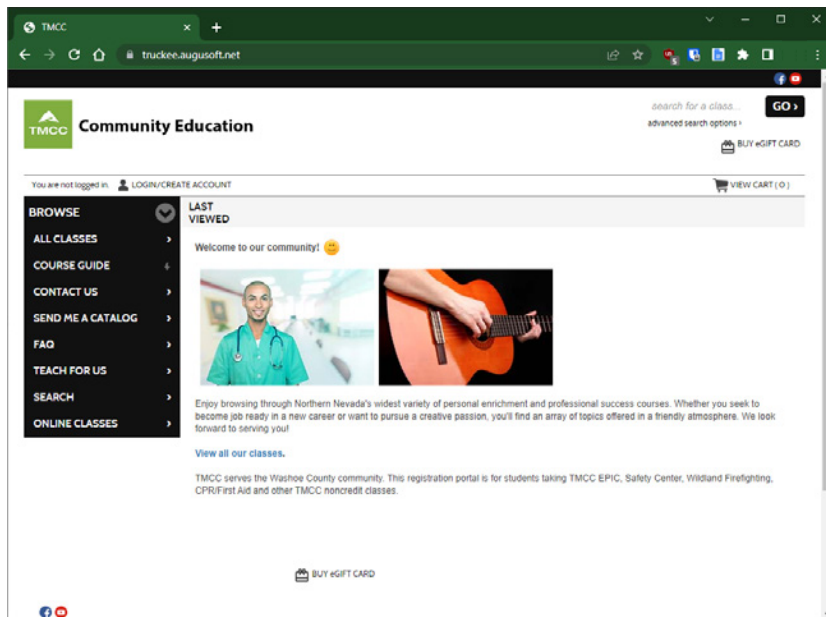 TMCC
truckee.augusoft.net
5
TMCC
Community Education
search for a class...
GO ›
advanced search options ›
BUY eGIFT CARD
You are not logged in. LOGIN/CREATE ACCOUNT
VIEW CART ( 0 )
BROWSE
ALL CLASSES ›
COURSE GUIDE
CONTACT US ›
SEND ME A CATALOG ›
FAQ ›
TEACH FOR US ›
SEARCH ›
ONLINE CLASSES ›
LAST
VIEWED
Welcome to our community!
Enjoy browsing through Northern Nevada's widest variety of personal enrichment and professional success courses. Whether you seek to
become job ready in a new career or want to pursue a creative passion, you'll find an array of topics offered in a friendly atmosphere. We look
forward to serving you!
View all our classes.
TMCC serves the Washoe County community. This registration portal is for students taking TMCC EPIC, Safety Center, Wildland Firefighting,
CPR/First Aid and other TMCC noncredit classes.
BUY eGIFT CARD